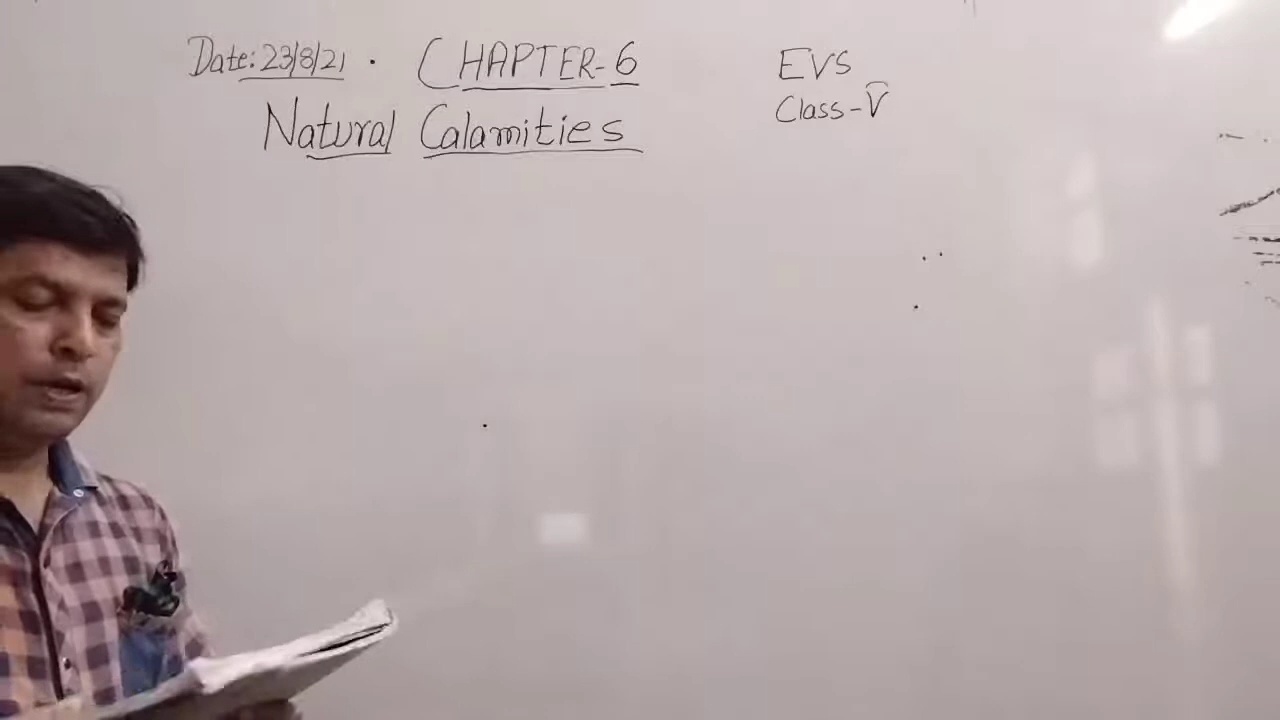 Date: 23/8/21 . CHAPTER-6
Natural Calamities
EVS
Class-V